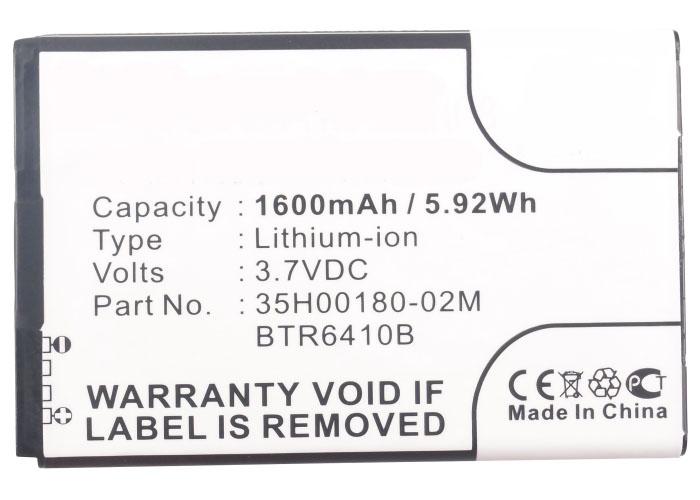 Capacity : 1600mAh / 5.92Wh
Type : Lithium-ion
Volts : 3.7VDC
Part No. : 35H00180-02M
BTR6410B
WARRANTY VOID IF
LABEL IS REMOVED
CE PCT
Made In China